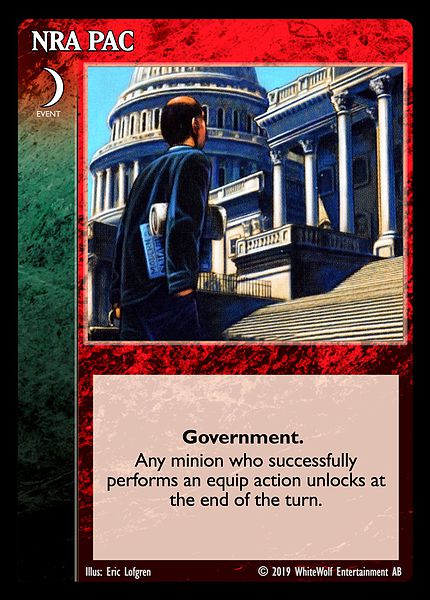 NRA PAC
EVENT
Government.
Any minion who successfully
performs an equip action unlocks at
the end of the turn.
Illus: Eric Lofgren
© 2019 WhiteWolf Entertainment AB